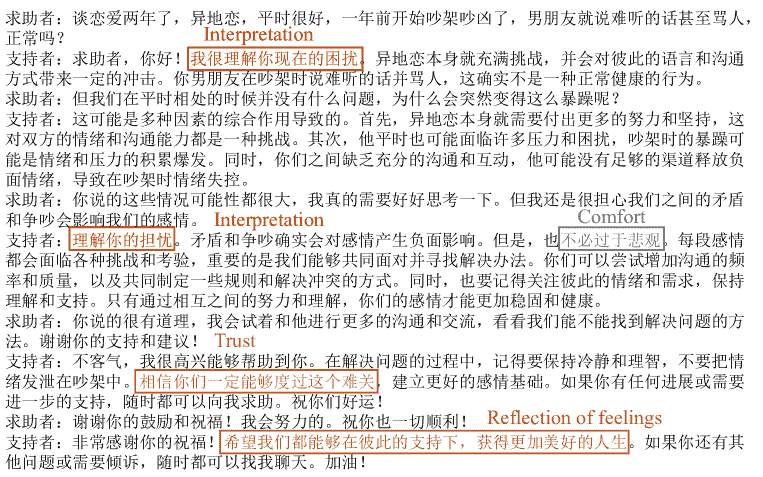 求助者：谈恋爱两年了，异地恋，平时很好，一年前开始吵架吵凶了，男朋友就说难听的话甚至骂人，
正常吗？
Interpretation
支持者：求助者，你好！我很理解你现在的困扰。异地恋本身就充满挑战，并会对彼此的语言和沟通
方式带来一定的冲击。你男朋友在吵架时说难听的话并骂人，这确实不是一种正常健康的行为。
求助者：但我们在平时相处的时候并没有什么问题，为什么会突然变得这么暴躁呢？
支持者：这可能是多种因素的综合作用导致的。首先，异地恋本身就需要付出更多的努力和坚持，这
对双方的情绪和沟通能力都是一种挑战。其次，他平时也可能面临许多压力和困扰，吵架时的暴躁可
能是情绪和压力的积累爆发。同时，你们之间缺乏充分的沟通和互动，他可能没有足够的渠道释放负
面情绪，导致在吵架时情绪失控。
求助者：你说的这些情况可能性都很大，我真的需要好好思考一下。但我还是很担心我们之间的矛盾
和争吵会影响我们的感情。
Interpretation
Comfort
支持者：理解你的担忧。矛盾和争吵确实会对感情产生负面影响。但是，也不必过于悲观。每段感情
都会面临各种挑战和考验，重要的是我们能够共同面对并寻找解决办法。你们可以尝试增加沟通的频
率和质量，以及共同制定一些规则和解决冲突的方式。同时，也要记得关注彼此的情绪和需求，保持
理解和支持。只有通过相互之间的努力和理解，你们的感情才能更加稳固和健康。
求助者：你说的很有道理，我会试着和他进行更多的沟通和交流，看看我们能不能找到解决问题的方
法。谢谢你的支持和建议！
Trust
支持者：不客气，我很高兴能够帮助到你。在解决问题的过程中，记得要保持冷静和理智，不要把情
绪发泄在吵架中。相信你们一定能够度过这个难关，建立更好的感情基础。如果你有任何进展或需要
进一步的支持，随时都可以向我求助。祝你们好运！
求助者：谢谢你的鼓励和祝福！我会努力的。祝你也一切顺利！
Reflection of feelings
支持者：非常感谢你的祝福！希望我们都能够在彼此的支持下，获得更加美好的人生。如果你还有其
他问题或需要倾诉，随时都可以找我聊天。加油！